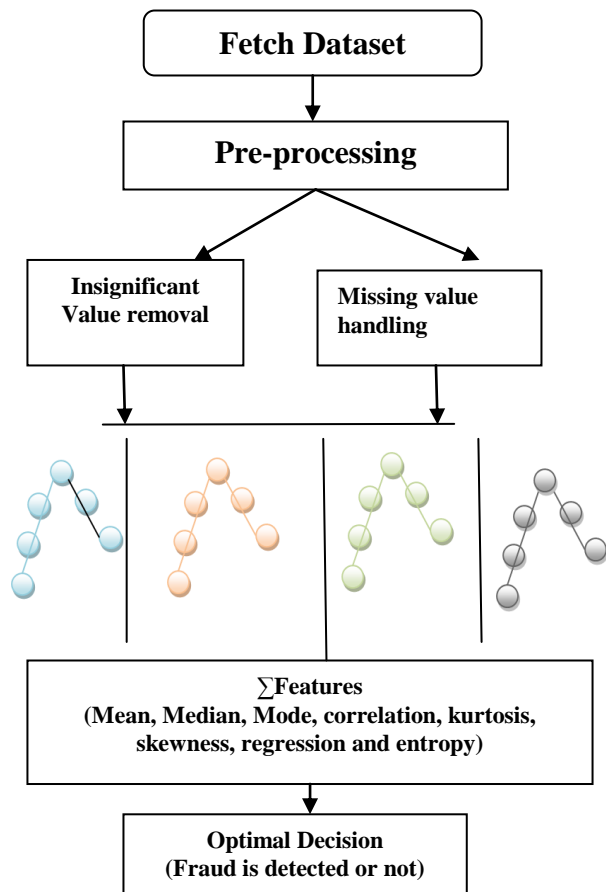 Fetch Dataset
Pre-processing
Insignificant
Value removal
Missing value
handling
∑Features
(Mean, Median, Mode, correlation, kurtosis,
skewness, regression and entropy)
Optimal Decision
(Fraud is detected or not)